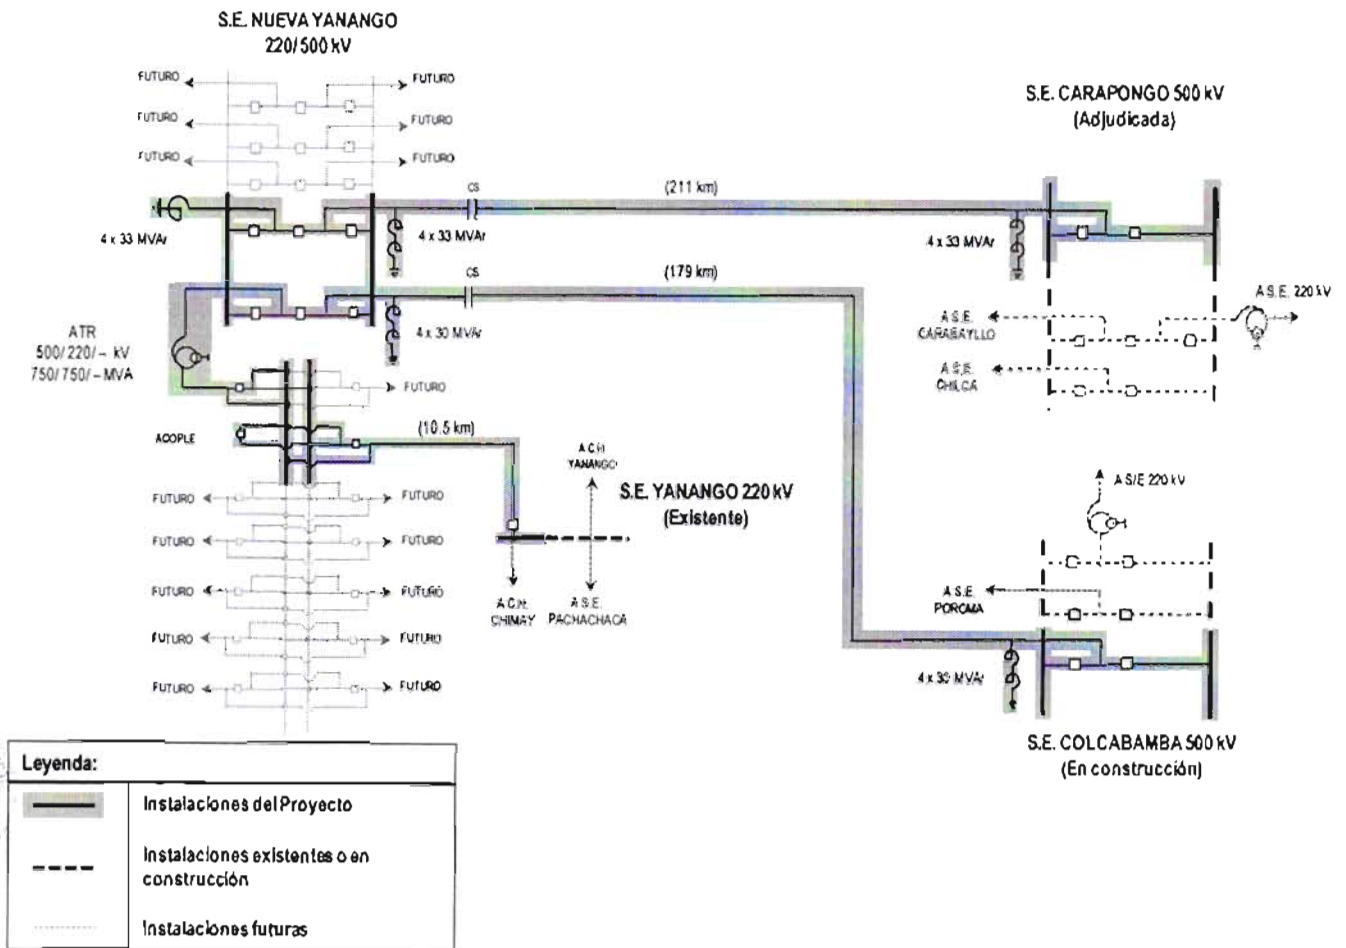 S.E. NUEVA YANANGO
220/500 kV
FUTURO
FUTURO
FUTURO
FUTURO
FUTURO
FUTURO
4 x 33 MVAr
CS
4 x 33 MVAr
(211 km)
4 x 33 MVAr
S.E. CARAPONGO 500 kV
(Adjudicada)
CS
(179 km)
4 x 30 MVAr
ATR
500/220/– kV
750/750/–MVA
FUTURO
ACOPLE
(10.5 km)
A S.E.
CARABAYLLO
A S.E.
CHILCA
A S.E. 220 kV
A C.H.
YANANGO
S.E. YANANGO 220 kV
(Existente)
A C.H.
CHIMAY
A S.E.
PACHACHACA
FUTURO
FUTURO
FUTURO
FUTURO
FUTURO
FUTURO
FUTURO
FUTURO
FUTURO
FUTURO
A S/E 220 kV
A S.E.
POROMA
4 x 30 MVAr
S.E. COLCABAMBA 500 kV
(En construcción)
Leyenda:
Instalaciones del Proyecto
Instalaciones existentes o en
construcción
Instalaciones futuras